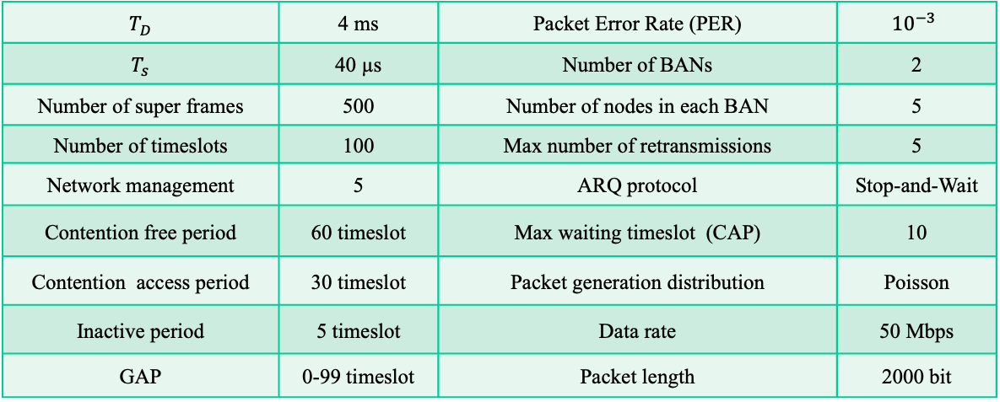 T_D 4 ms Packet Error Rate (PER) 10⁻³
T_s 40 μs Number of BANs 2
Number of super frames 500 Number of nodes in each BAN 5
Number of timeslots 100 Max number of retransmissions 5
Network management 5 ARQ protocol Stop-and-Wait
Contention free period 60 timeslot Max waiting timeslot (CAP) 10
Contention access period 30 timeslot Packet generation distribution Poisson
Inactive period 5 timeslot Data rate 50 Mbps
GAP 0-99 timeslot Packet length 2000 bit